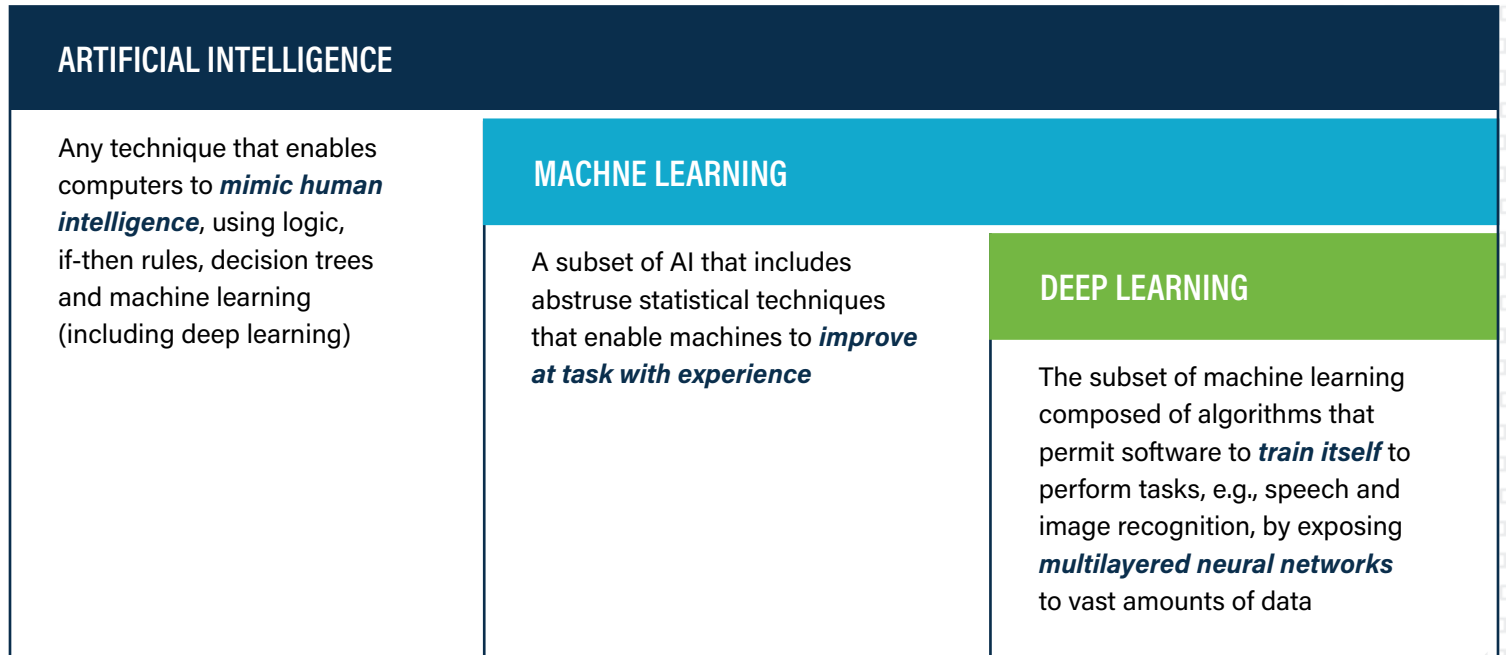 ARTIFICIAL INTELLIGENCE
Any technique that enables
computers to mimic human
intelligence, using logic,
if-then rules, decision trees
and machine learning
(including deep learning)
MACHNE LEARNING
A subset of AI that includes
abstruse statistical techniques
that enable machines to improve
at task with experience
DEEP LEARNING
The subset of machine learning
composed of algorithms that
permit software to train itself to
perform tasks, e.g., speech and
image recognition, by exposing
multilayered neural networks
to vast amounts of data